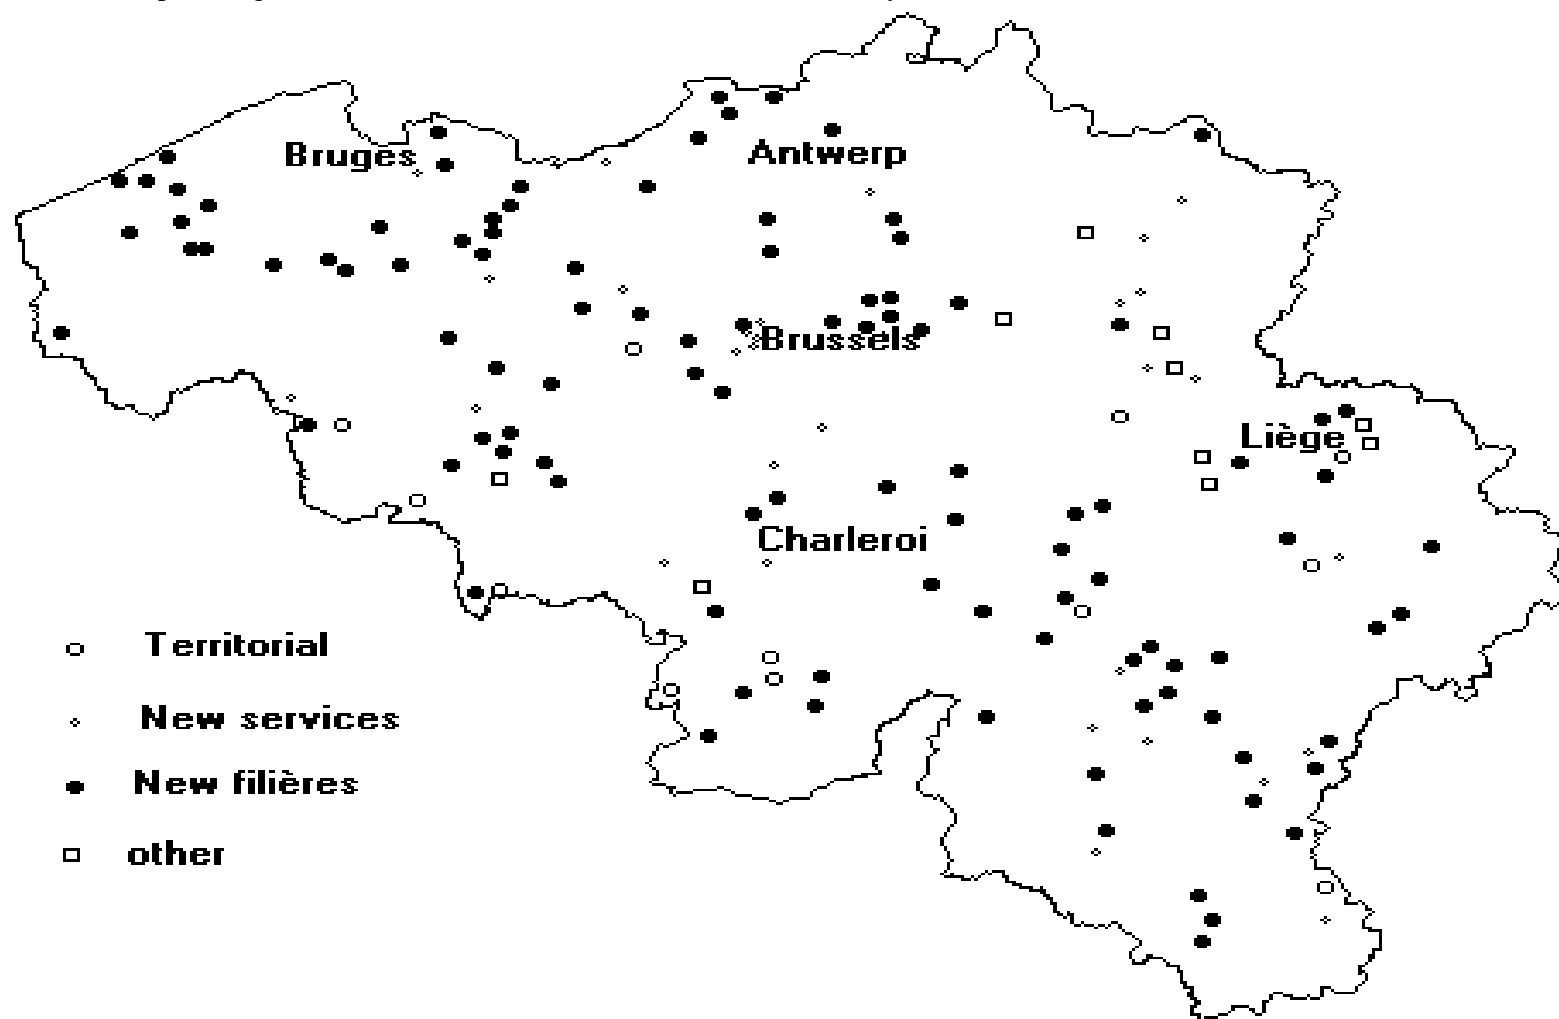 Bruges
Antwerp
Brussels
Liège
Charleroi
Territorial
New services
New filières
other